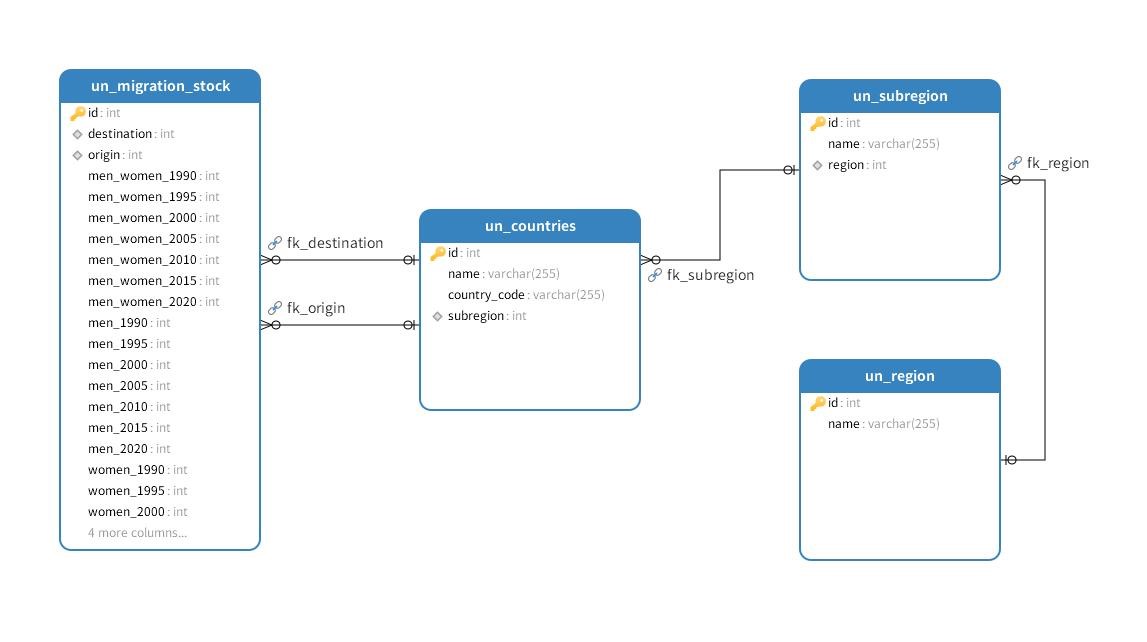 un_migration_stock
id : int
destination : int
origin : int
men_women_1990 : int
men_women_1995 : int
men_women_2000 : int
men_women_2005 : int
men_women_2010 : int
men_women_2015 : int
men_women_2020 : int
men_1990 : int
men_1995 : int
men_2000 : int
men_2005 : int
men_2010 : int
men_2015 : int
men_2020 : int
women_1990 : int
women_1995 : int
women_2000 : int
4 more columns...
fk_destination
fk_origin
un_countries
id : int
name : varchar(255)
country_code : varchar(255)
subregion : int
fk_subregion
un_subregion
id : int
name : varchar(255)
region : int
fk_region
un_region
id : int
name : varchar(255)